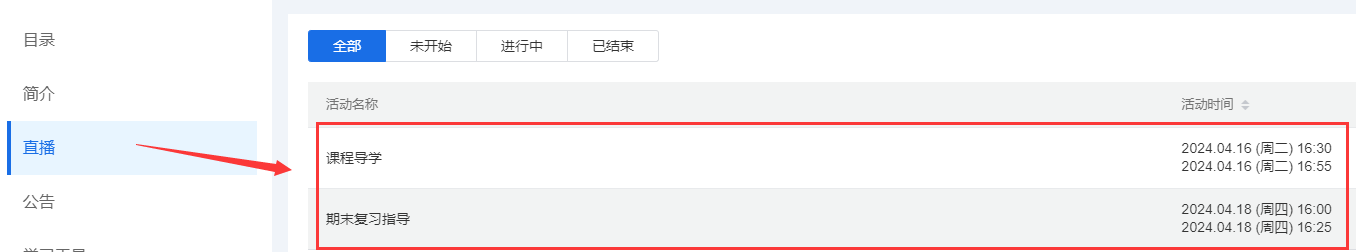 目录
简介
直播
公告
全部 未开始 进行中 已结束
活动名称 活动时间
课程导学
2024.04.16 (周二) 16:30
2024.04.16 (周二) 16:55
期末复习指导
2024.04.18 (周四) 16:00
2024.04.18 (周四) 16:25